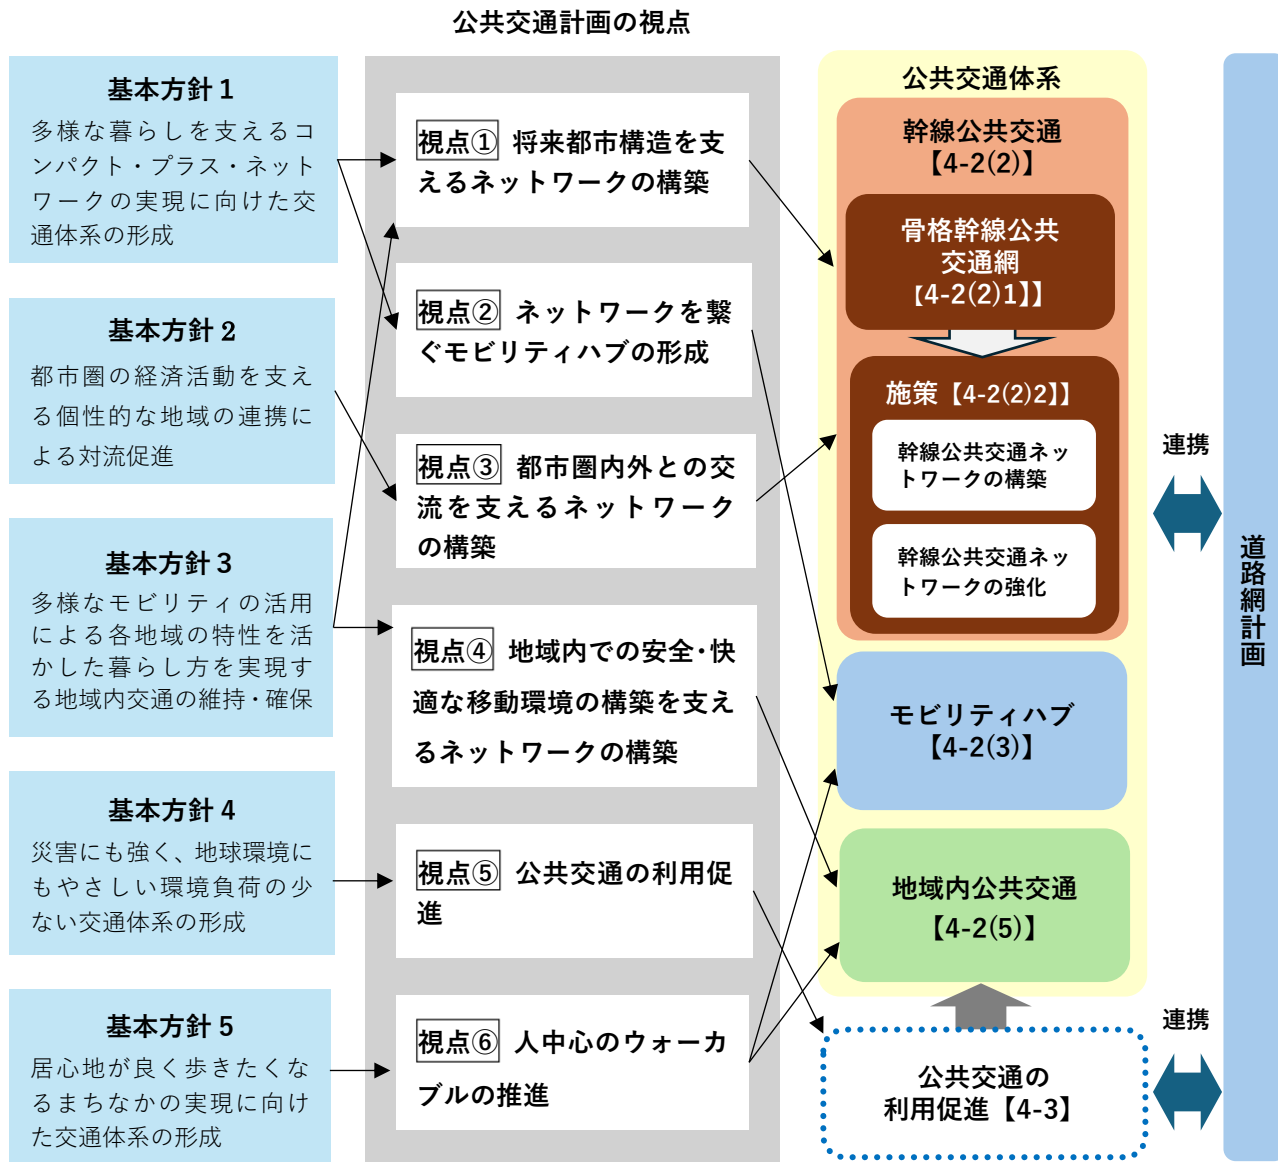 公共交通計画の視点
基本方針 1
多様な暮らしを支えるコ
ンパクト・プラス・ネット
ワークの実現に向けた交
通体系の形成
基本方針 2
都市圏の経済活動を支え
る個性的な地域の連携に
よる対流促進
基本方針 3
多様なモビリティの活用
による各地域の特性を活
かした暮らし方を実現す
る地域内交通の維持・確保
基本方針 4
災害にも強く、地球環境に
もやさしい環境負荷の少
ない交通体系の形成
基本方針 5
居心地が良く歩きたくな
るまちなかの実現に向け
た交通体系の形成
視点① 将来都市構造を支
えるネットワークの構築
視点② ネットワークを繋
ぐモビリティハブの形成
視点③ 都市圏内外との交
流を支えるネットワーク
の構築
視点④ 地域内での安全・快
適な移動環境の構築を支え
るネットワークの構築
視点⑤ 公共交通の利用促
進
視点⑥ 人中心のウォーカ
ブルの推進
公共交通体系
幹線公共交通
【4-2(2)】
骨格幹線公共
交通網
【4-2(2)1】】
施策【4-2(2)2】】
幹線公共交通ネッ
トワークの構築
幹線公共交通ネッ
トワークの強化
モビリティハブ
【4-2(3)】
地域内公共交通
【4-2(5)】
公共交通の
利用促進【4-3】
連携
連携
道路網計画